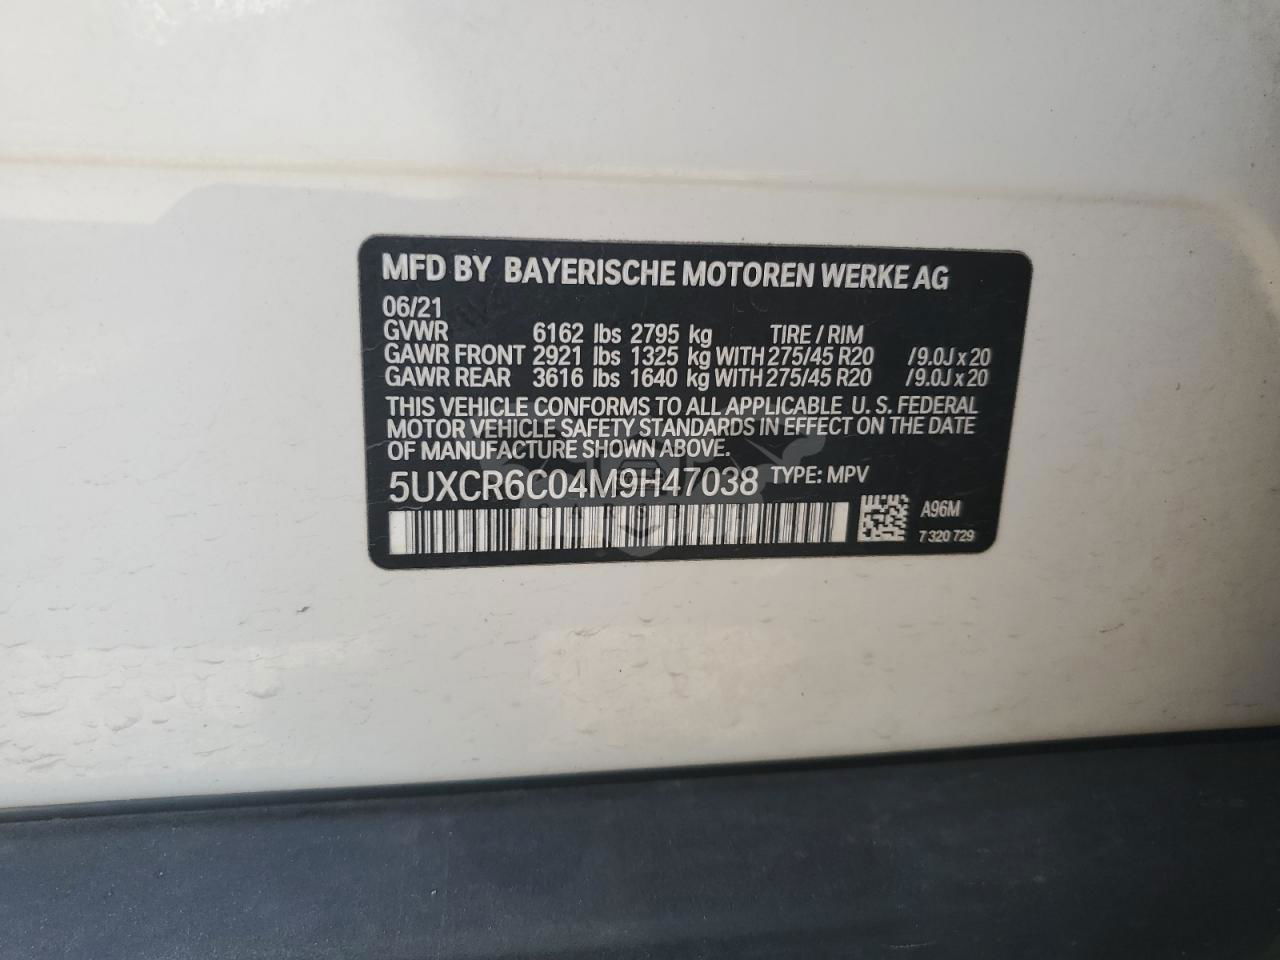 MFD BY BAYERISCHE MOTOREN WERKE AG
06/21
GVWR 6162 lbs 2795 kg TIRE / RIM
GAWR FRONT 2921 lbs 1325 kg WITH 275/45 R20 /9.0J x 20
GAWR REAR 3616 lbs 1640 kg WITH 275/45 R20 /9.0J x 20
THIS VEHICLE CONFORMS TO ALL APPLICABLE U. S. FEDERAL
MOTOR VEHICLE SAFETY STANDARDS IN EFFECT ON THE DATE
OF MANUFACTURE SHOWN ABOVE.
5UXCR6C04M9H47038 TYPE: MPV
A96M
7 320 729